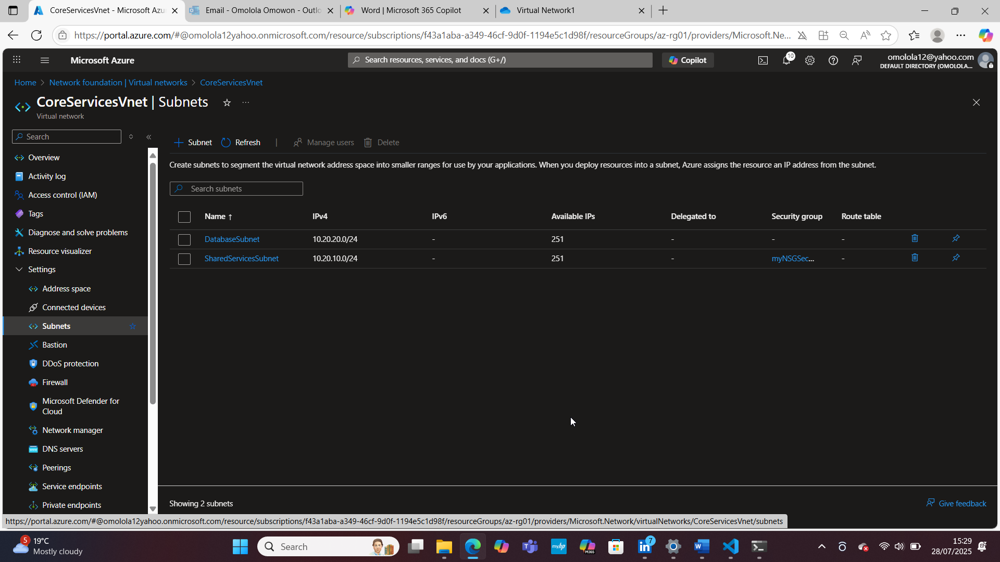 CoreServicesVnet - Microsoft Azu
Email - Omolola Omowon - Outlo
Word | Microsoft 365 Copilot
Virtual Network1
https://portal.azure.com/#@omolola12yahoo.onmicrosoft.com/resource/subscriptions/f43a1aba-a349-46cf-9d0f-1194e5c1d98f/resourceGroups/az-rg01/providers/Microsoft.Ne...
Microsoft Azure
Search resources, services, and docs (G+/)
Copilot
10
omolola12@yahoo.com
DEFAULT DIRECTORY (OMOLOLA...
Home > Network foundation | Virtual networks > CoreServicesVnet
CoreServicesVnet | Subnets
Virtual network
Search
Overview
Activity log
Access control (IAM)
Tags
Diagnose and solve problems
Resource visualizer
Settings
Address space
Connected devices
Subnets
Bastion
DDoS protection
Firewall
Microsoft Defender for
Cloud
Network manager
DNS servers
Peerings
Service endpoints
Private endpoints
Subnet Refresh | Manage users Delete
Create subnets to segment the virtual network address space into smaller ranges for use by your applications. When you deploy resources into a subnet, Azure assigns the resource an IP address from the subnet.
Search subnets
Name ↑ IPv4 IPv6 Available IPs Delegated to Security group Route table
DatabaseSubnet 10.20.20.0/24 - 251 - - -
SharedServicesSubnet 10.20.10.0/24 - 251 - myNSGSec... -
Showing 2 subnets
Give feedback
https://portal.azure.com/#@omolola12yahoo.onmicrosoft.com/resource/subscriptions/f43a1aba-a349-46cf-9d0f-1194e5c1d98f/resourceGroups/az-rg01/providers/Microsoft.Network/virtualNetworks/CoreServicesVnet/subnets
5
19°C
Mostly cloudy
Search
myhp
M365
7
15:29
28/07/2025